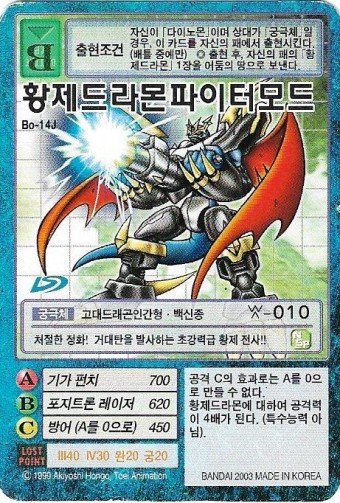 B
출현조건
자신이 「다이노몬」이며 상대가 「궁극체」일
경우, 이 카드를 자신의 패에서 출현시킨다.
(배틀 중에만) ◎ 출현 후, 자신의 패의 「황
제드라몬」 1장을 어둠의 땅으로 보낸다.
황제드라몬파이터모드
Bo-14J
궁극체 고대드래곤인간형·백신종 -010
처절한 정화! 거대탄을 발사하는 초강력급 황제 전사!!
N SP
A 기가 펀치 700
B 포지트론 레이저 620
C 방어 (A를 0으로) 450
공격 C의 효과로는 A를 0으
로 만들 수 없다.
황제드라몬에 대하여 공격력
이 4배가 된다. (특수능력 아
님).
LOST POINT III40 IV30 완20 궁20
ⓒ 1999 Akiyoshi Hongo, Toei Animation
BANDAI 2003 MADE IN KOREA